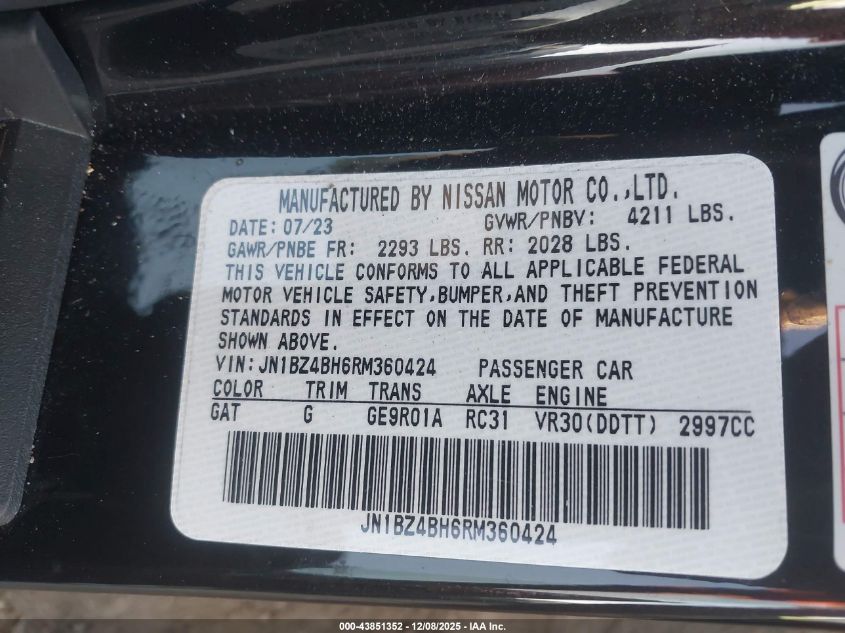 MANUFACTURED BY NISSAN MOTOR CO.,LTD.
DATE: 07/23 GVWR/PNBV: 4211 LBS.
GAWR/PNBE FR: 2293 LBS. RR: 2028 LBS.
THIS VEHICLE CONFORMS TO ALL APPLICABLE FEDERAL
MOTOR VEHICLE SAFETY,BUMPER,AND THEFT PREVENTION
STANDARDS IN EFFECT ON THE DATE OF MANUFACTURE
SHOWN ABOVE.
VIN:JN1BZ4BH6RM360424 PASSENGER CAR
COLOR TRIM TRANS AXLE ENGINE
GAT G GE9R01A RC31 VR30(DDTT) 2997CC
JN1BZ4BH6RM360424
000-43851352 - 12/08/2025 - IAA Inc.